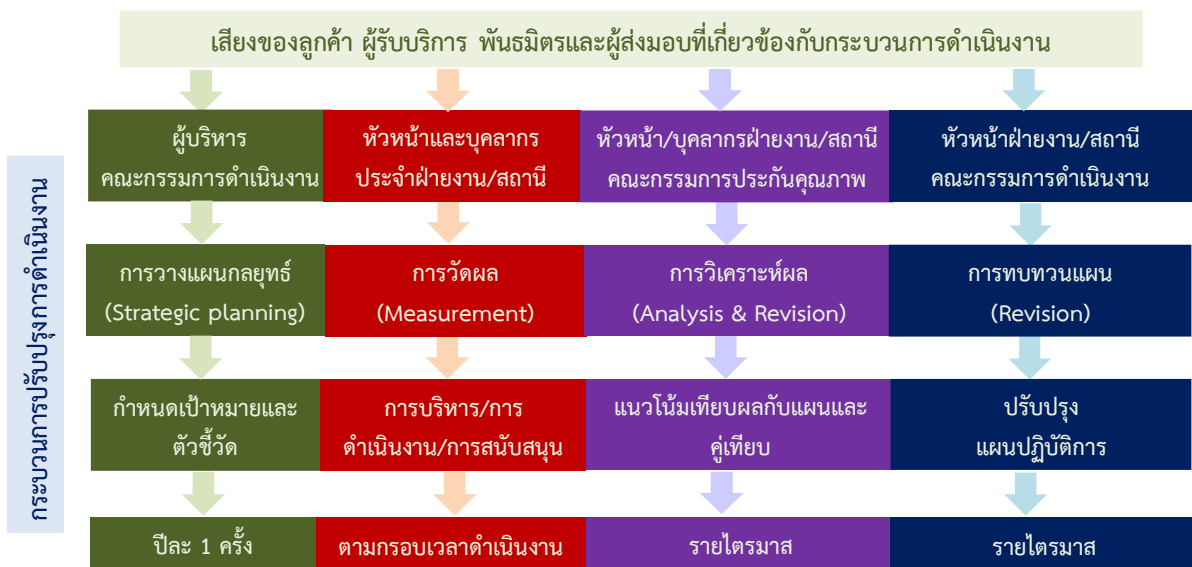 เสียงของลูกค้า ผู้รับบริการ พันธมิตรและผู้ส่งมอบที่เกี่ยวข้องกับกระบวนการดำเนินงาน
กระบวนการปรับปรุงการดำเนินงาน
ผู้บริหาร
คณะกรรมการดำเนินงาน
หัวหน้าและบุคลากร
ประจำฝ่ายงาน/สถานี
หัวหน้า/บุคลากรฝ่ายงาน/สถานี
คณะกรรมการประกันคุณภาพ
หัวหน้าฝ่ายงาน/สถานี
คณะกรรมการดำเนินงาน
การวางแผนกลยุทธ์
(Strategic planning)
การวัดผล
(Measurement)
การวิเคราะห์ผล
(Analysis & Revision)
การทบทวนแผน
(Revision)
กำหนดเป้าหมายและ
ตัวชี้วัด
การบริหาร/การ
ดำเนินงาน/การสนับสนุน
แนวโน้มเทียบผลกับแผนและ
คู่เทียบ
ปรับปรุง
แผนปฏิบัติการ
ปีละ 1 ครั้ง
ตามกรอบเวลาดำเนินงาน
รายไตรมาส
รายไตรมาส